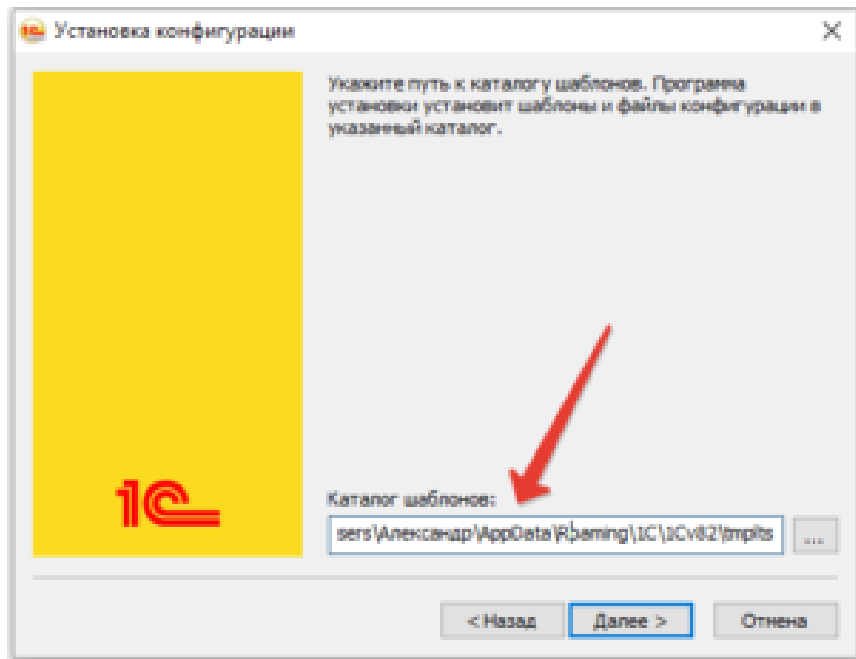 Установка конфигурации
Укажите путь к каталогу шаблонов. Программа
установки установит шаблоны и файлы конфигурации в
указанный каталог.
1С
Каталог шаблонов:
sers\Александр\AppData\Roaming\1C\1Cv82\tmplts
...
< Назад
Далее >
Отмена